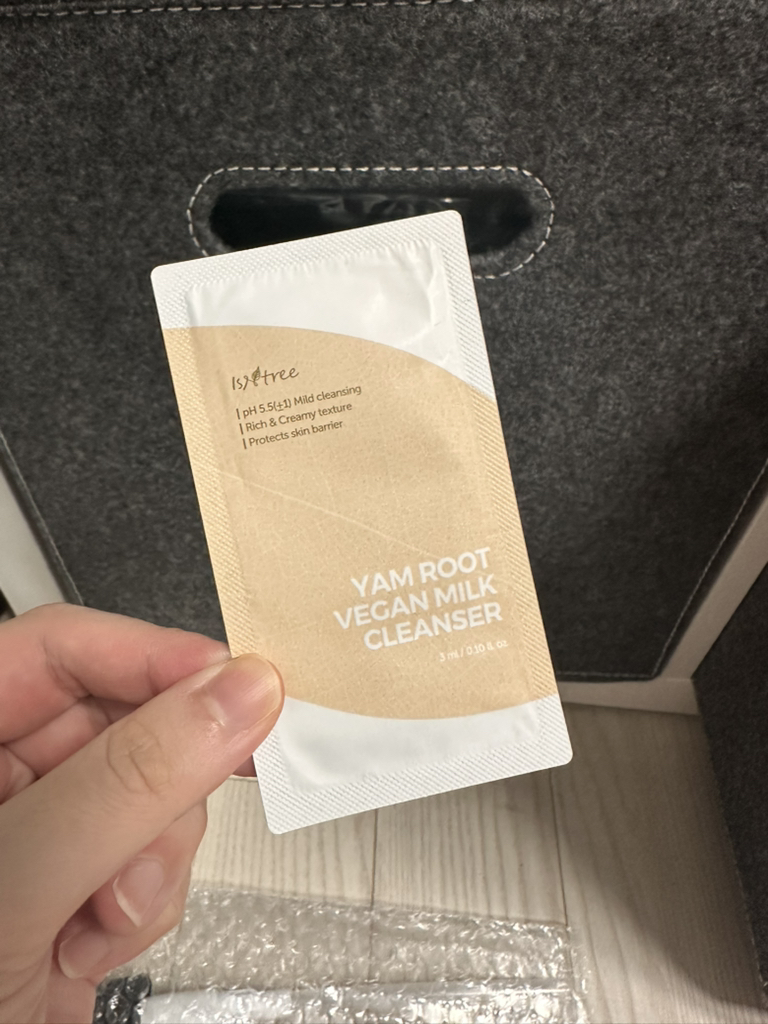 Isntree
pH 5.5(±1) Mild cleansing
Rich & Creamy texture
Protects skin barrier
YAM ROOT
VEGAN MILK
CLEANSER
3 ml / 0.10 fl. oz.